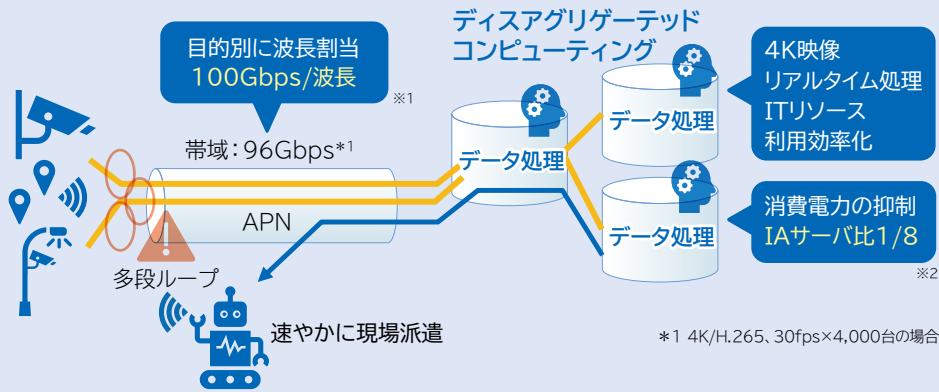 ディスアグリゲーテッド
コンピューティング
目的別に波長割当
100Gbps/波長
※1
帯域：96Gbps*1
APN
多段ループ
速やかに現場派遣
データ処理
データ処理
データ処理
4K映像
リアルタイム処理
ITリソース
利用効率化
消費電力の抑制
IAサーバ比1/8
※2
*1 4K/H.265、30fps×4,000台の場合